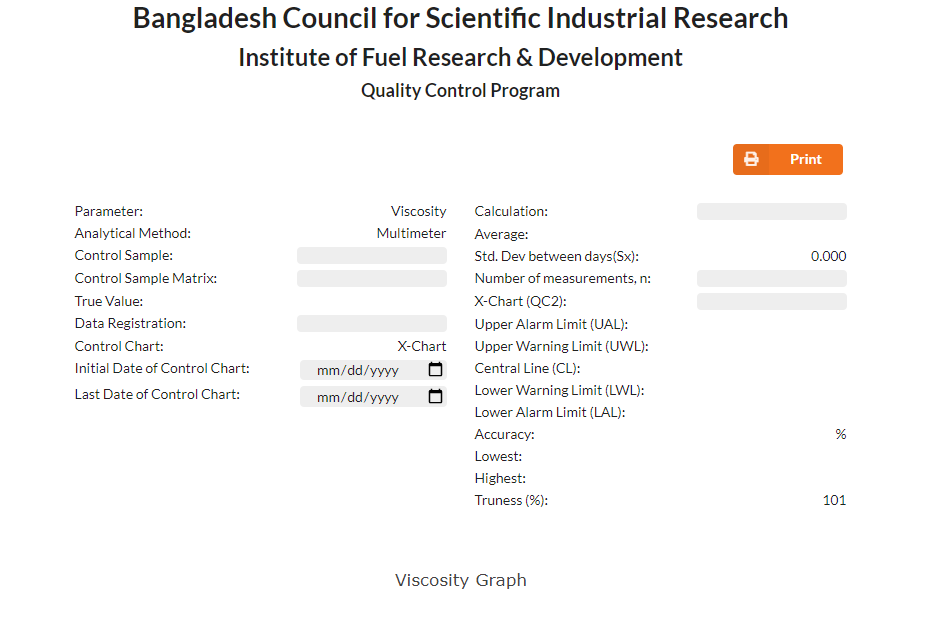 Bangladesh Council for Scientific Industrial Research
Institute of Fuel Research & Development
Quality Control Program
Print
Parameter: Viscosity
Analytical Method: Multimeter
Control Sample:
Control Sample Matrix:
True Value:
Data Registration:
Control Chart: X-Chart
Initial Date of Control Chart: mm/dd/yyyy
Last Date of Control Chart: mm/dd/yyyy
Calculation:
Average:
Std. Dev between days(Sx): 0.000
Number of measurements, n:
X-Chart (QC2):
Upper Alarm Limit (UAL):
Upper Warning Limit (UWL):
Central Line (CL):
Lower Warning Limit (LWL):
Lower Alarm Limit (LAL):
Accuracy: %
Lowest:
Highest:
Truness (%): 101
Viscosity Graph